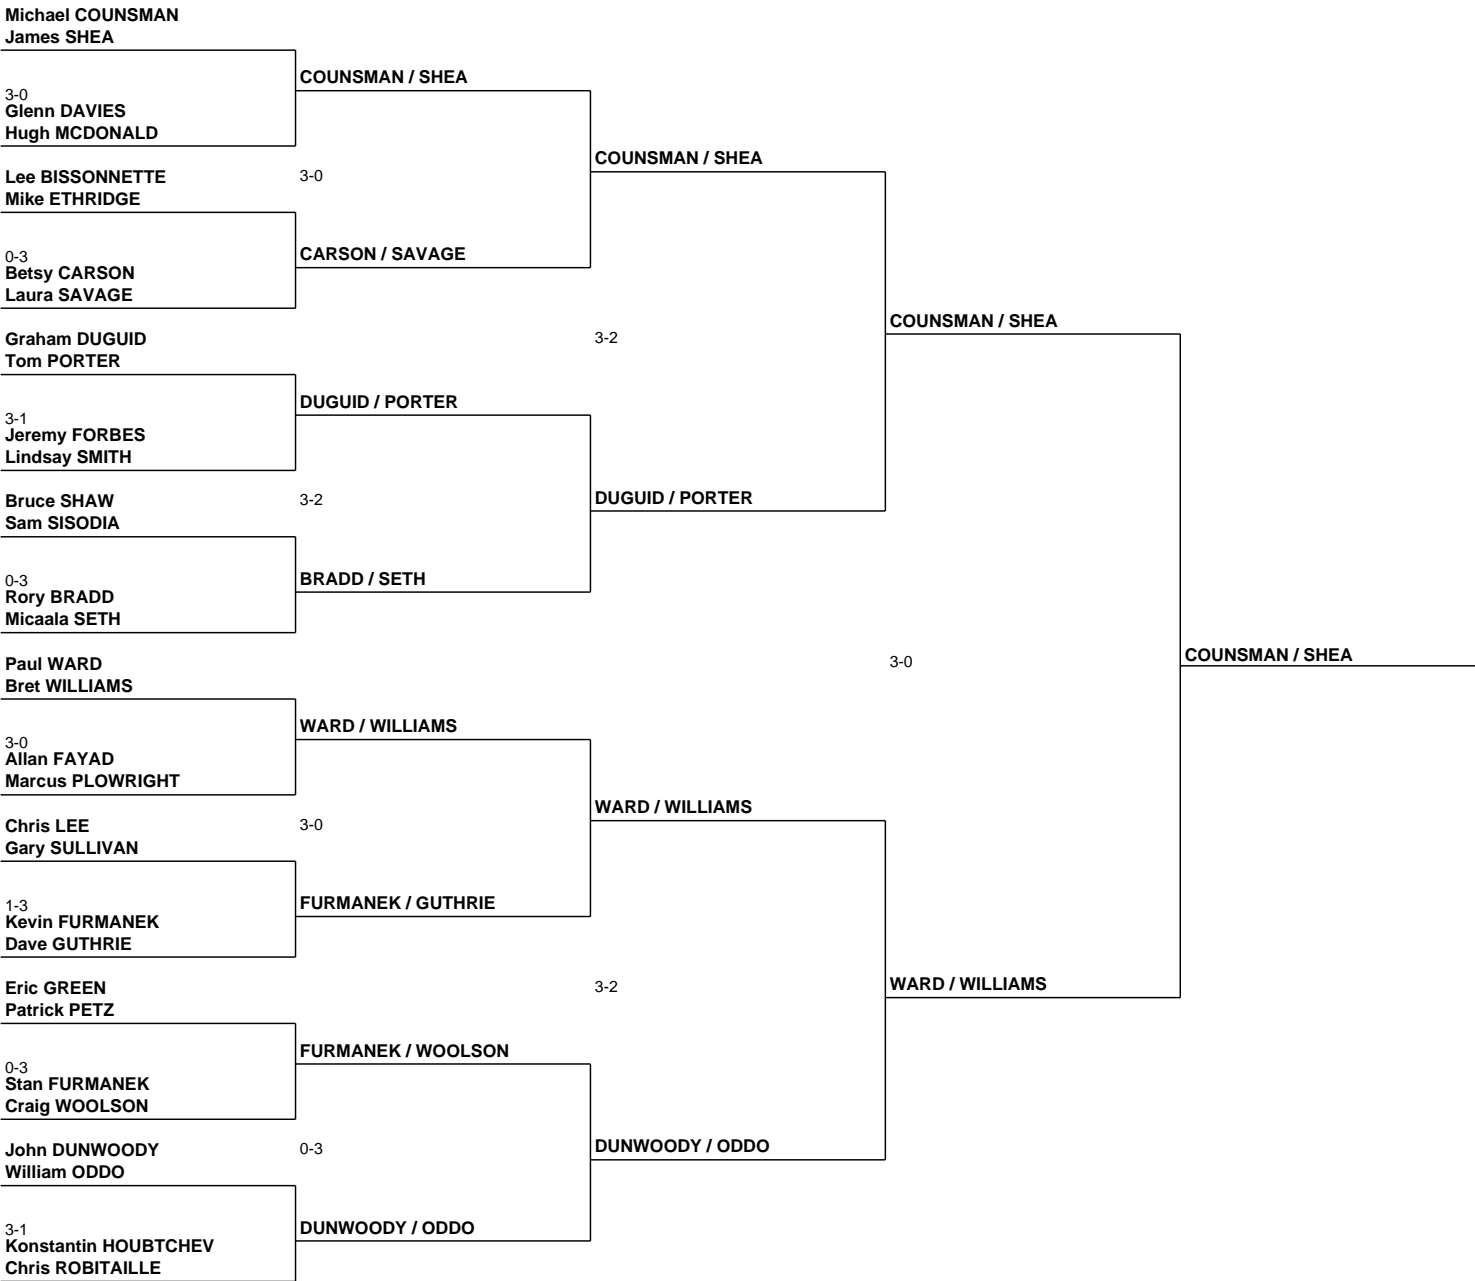 Michael COUNSMAN
James SHEA
COUNSMAN / SHEA
3-0
Glenn DAVIES
Hugh MCDONALD
COUNSMAN / SHEA
Lee BISSONNETTE
3-0
Mike ETHRIDGE
CARSON / SAVAGE
0-3
Betsy CARSON
Laura SAVAGE
COUNSMAN / SHEA
Graham DUGUID
3-2
Tom PORTER
DUGUID / PORTER
3-1
Jeremy FORBES
Lindsay SMITH
Bruce SHAW
3-2
DUGUID / PORTER
Sam SISODIA
BRADD / SETH
0-3
Rory BRADD
Micaala SETH
COUNSMAN / SHEA
Paul WARD
3-0
Bret WILLIAMS
WARD / WILLIAMS
3-0
Allan FAYAD
Marcus PLOWRIGHT
WARD / WILLIAMS
Chris LEE
3-0
Gary SULLIVAN
FURMANEK / GUTHRIE
1-3
Kevin FURMANEK
Dave GUTHRIE
Eric GREEN
3-2
WARD / WILLIAMS
Patrick PETZ
FURMANEK / WOOLSON
0-3
Stan FURMANEK
Craig WOOLSON
John DUNWOODY
0-3
DUNWOODY / ODDO
William ODDO
DUNWOODY / ODDO
3-1
Konstantin HOUBTCHEV
Chris ROBITAILLE